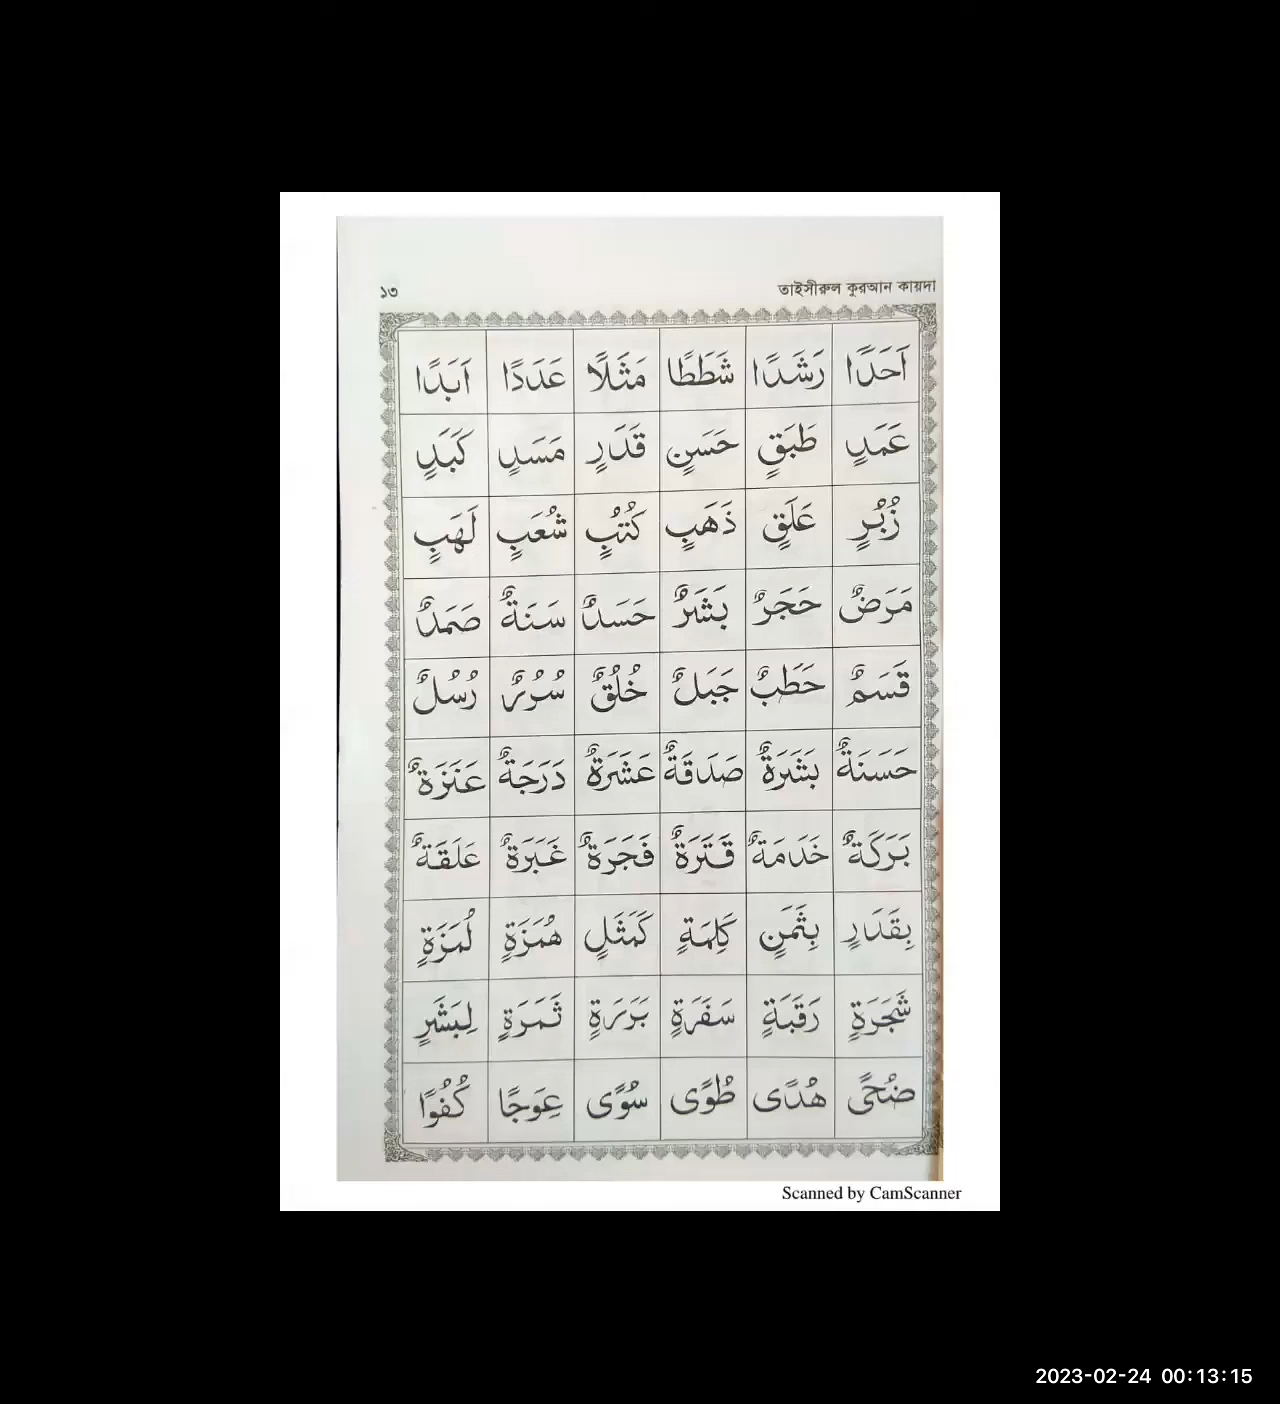 তাইসীরুল কুরআন কায়দা ১৩
اَحَدًا رَشَدًا شَطَطًا مَثَلًا عَدَدًا اَبَدًا
عَمَدٍ طَبَقٍ حَسَنٍ قَدَرٍ مَسَدٍ كَبَدٍ
زُبُرٍ عَلَقٍ ذَهَبٍ كُتُبٍ شُعَبٍ لَهَبٍ
مَرَضٌ حَجَرٌ بَشَرٌ حَسَدٌ سَنَةٌ صَمَدٌ
قَسَمٌ حَطَبٌ جَبَلٌ خُلُقٌ سُرُرٌ رُسُلٌ
حَسَنَةٌ بَشَرَةٌ صَدَقَةٌ عَشَرَةٌ دَرَجَةٌ عَنَزَةٌ
بَرَكَةٌ خَدَمَةٌ قَتَرَةٌ فَجَرَةٌ غَبَرَةٌ عَلَقَةٌ
بِقَدَرٍ بِثَمَنٍ كَلِمَةٍ كَمَثَلِ هُمَزَةٍ لُمَزَةٍ
شَجَرَةٍ رَقَبَةٍ سَفَرَةٍ بَرَرَةٍ ثَمَرَةٍ لِبَشَرٍ
ضُحًى هُدًى طُوًى سُوًى عِوَجًا كُفُوًا
Scanned by CamScanner
2023-02-24 00:13:15